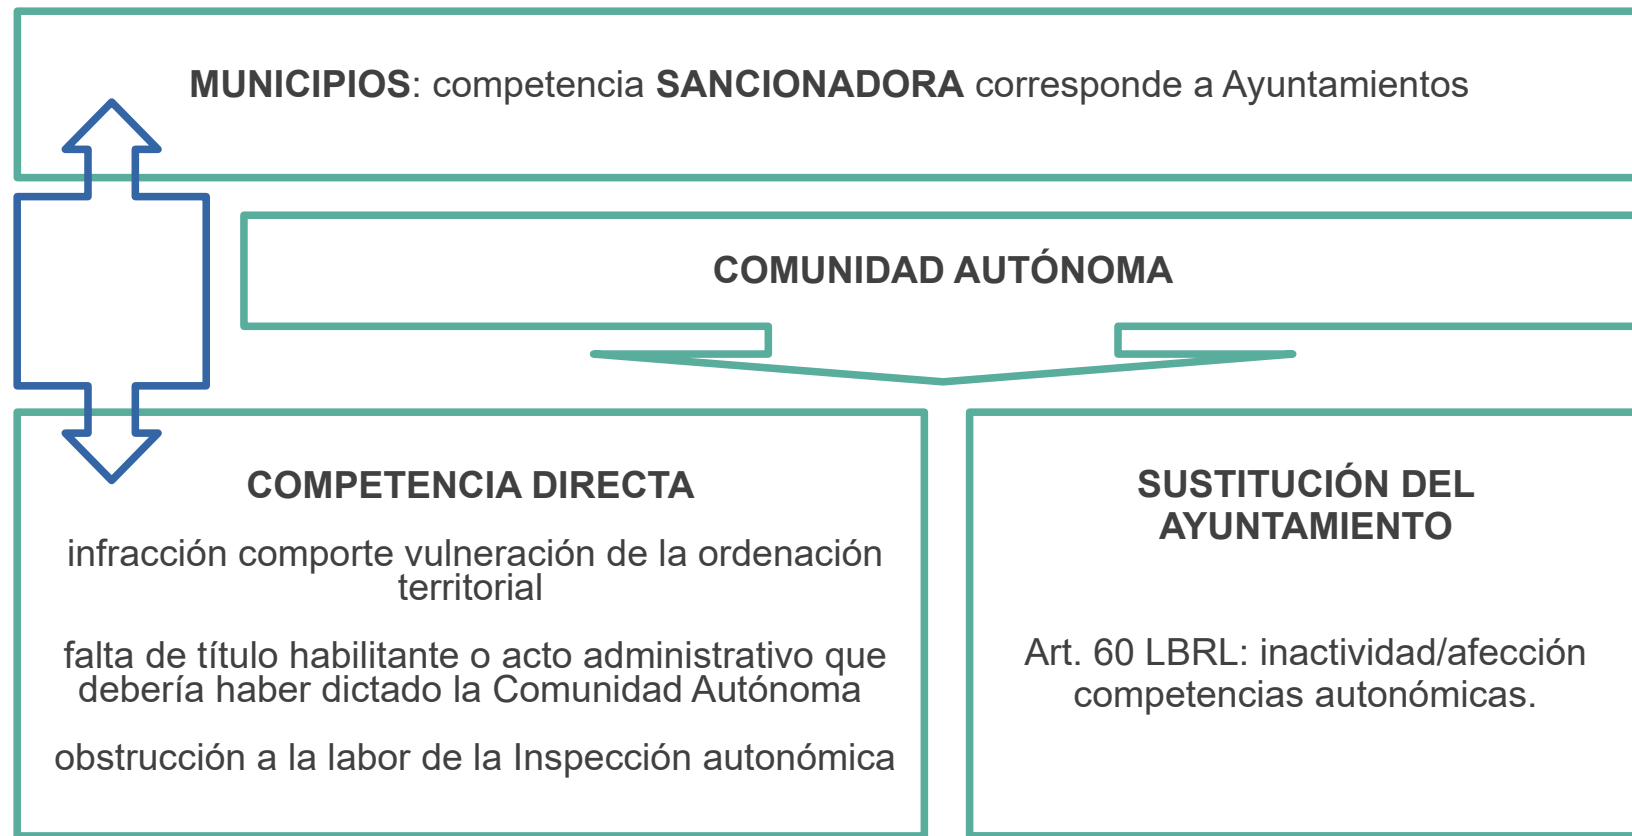 MUNICIPIOS: competencia SANCIONADORA corresponde a Ayuntamientos
COMUNIDAD AUTÓNOMA
COMPETENCIA DIRECTA
infracción comporte vulneración de la ordenación
territorial
falta de título habilitante o acto administrativo que
debería haber dictado la Comunidad Autónoma
obstrucción a la labor de la Inspección autonómica
SUSTITUCIÓN DEL
AYUNTAMIENTO
Art. 60 LBRL: inactividad/afección
competencias autonómicas.